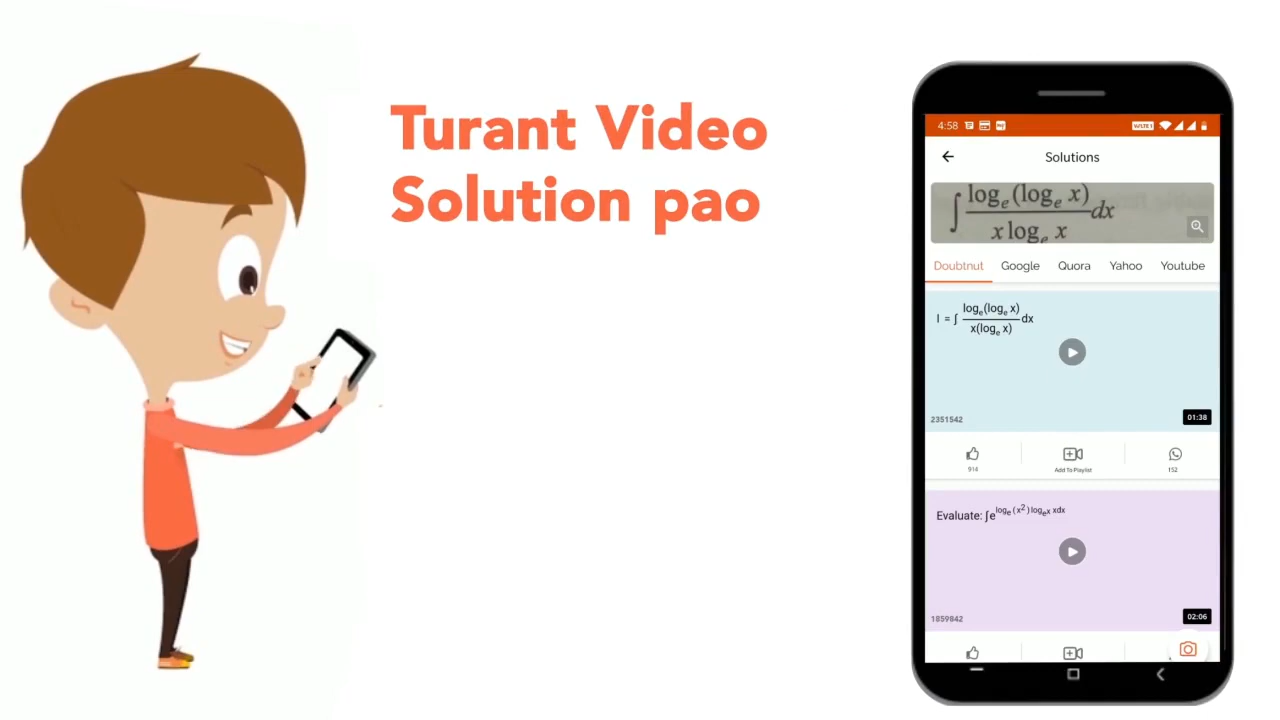 Turant Video
Solution pao
4:58
Solutions
∫ logₑ(logₑ x) / x logₑ x dx
Doubtnut Google Quora Yahoo Youtube
I = ∫ logₑ(logₑ x) / x(logₑ x) dx
2351542 01:38
914 Add To Playlist 152
Evaluate: ∫e^logₑ(x²)logₑx xdx
1859842 02:06